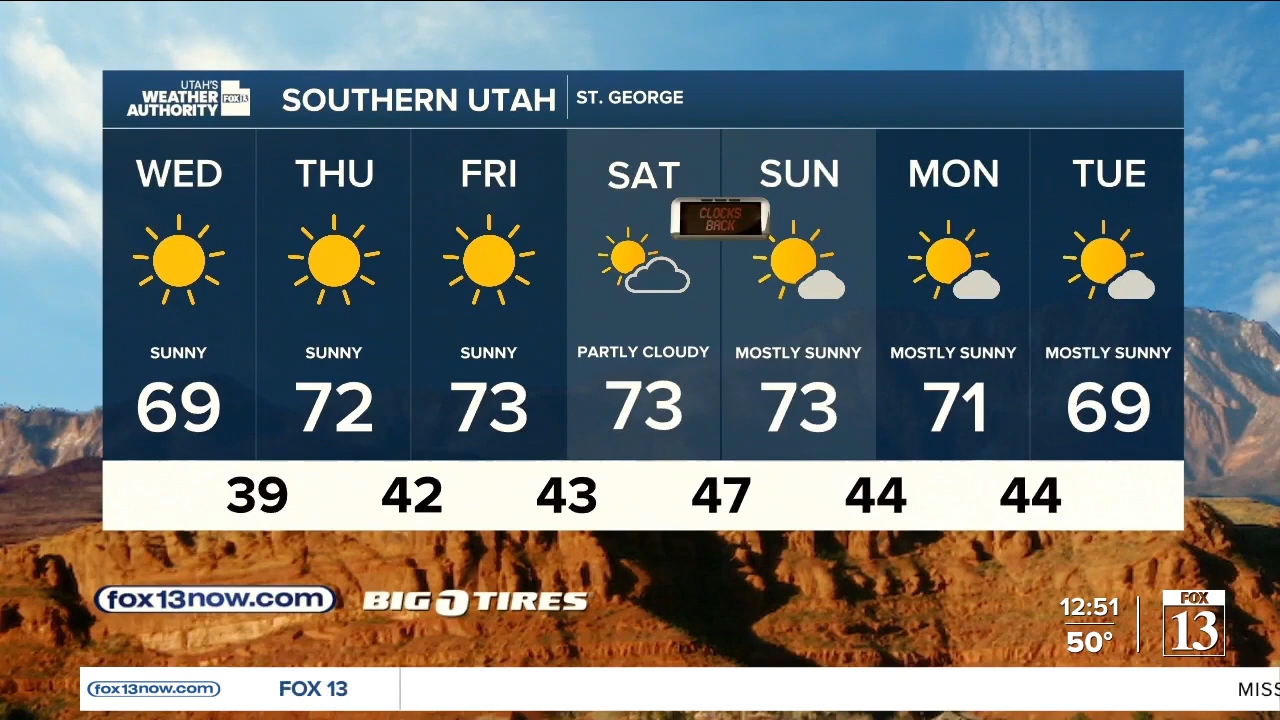 UTAH'S
WEATHER
AUTHORITY
FOX 13
SOUTHERN UTAH
ST. GEORGE
WED THU FRI SAT SUN MON TUE
CLOCKS
BACK
SUNNY SUNNY SUNNY PARTLY CLOUDY MOSTLY SUNNY MOSTLY SUNNY MOSTLY SUNNY
69 72 73 73 73 71 69
39 42 43 47 44 44
fox13now.com BIG O TIRES
12:51
50°
FOX
13
fox13now.com FOX 13 MISS